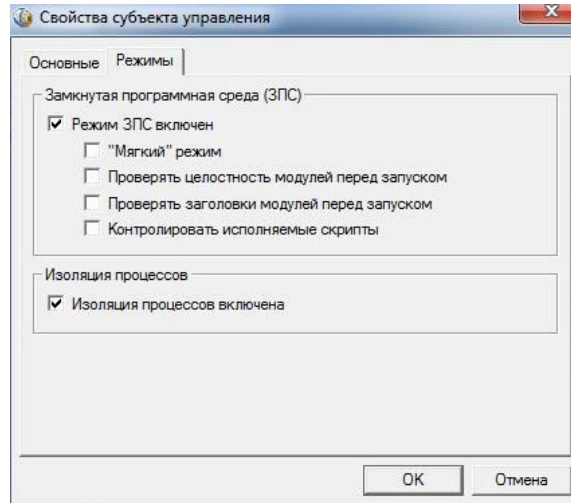 Свойства субъекта управления
Основные Режимы
Замкнутая программная среда (ЗПС)
Режим ЗПС включен
"Мягкий" режим
Проверять целостность модулей перед запуском
Проверять заголовки модулей перед запуском
Контролировать исполняемые скрипты
Изоляция процессов
Изоляция процессов включена
ОК Отмена